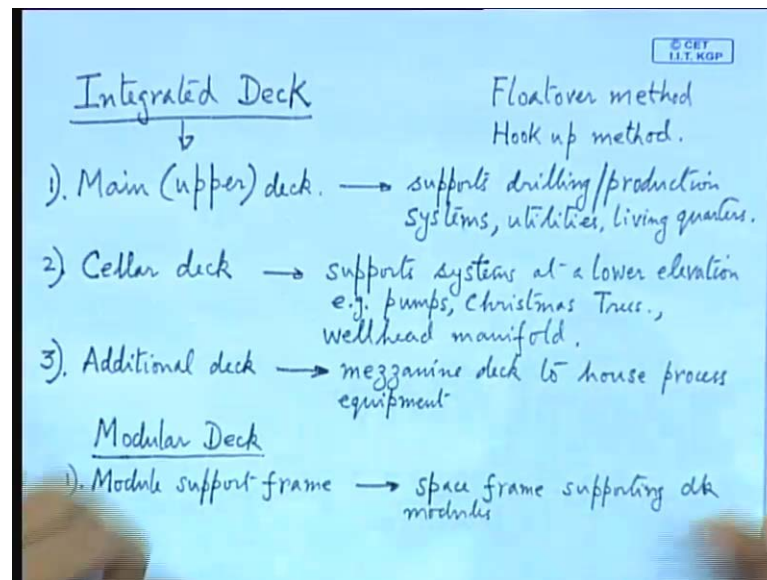 © CET
I.I.T. KGP
Integrated Deck
Floatover method
Hook up method.
1). Main (upper) deck. → supports drilling/production
systems, utilities, living quarters.
2) Cellar deck → supports systems at a lower elevation
e.g. pumps, Christmas Trees.,
wellhead manifold.
3). Additional deck → mezzanine deck to house process
equipment
Modular Deck
1). Module support frame → space frame supporting dk
modules